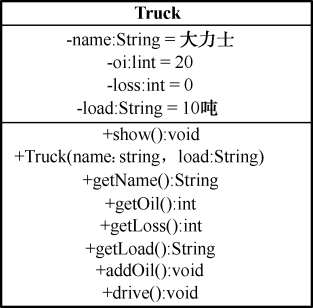 Truck
-name:String = 大力士
-oi:lint = 20
-loss:int = 0
-load:String = 10吨
+show():void
+Truck(name：string，load:String)
+getName():String
+getOil():int
+getLoss():int
+getLoad():String
+addOil():void
+drive():void